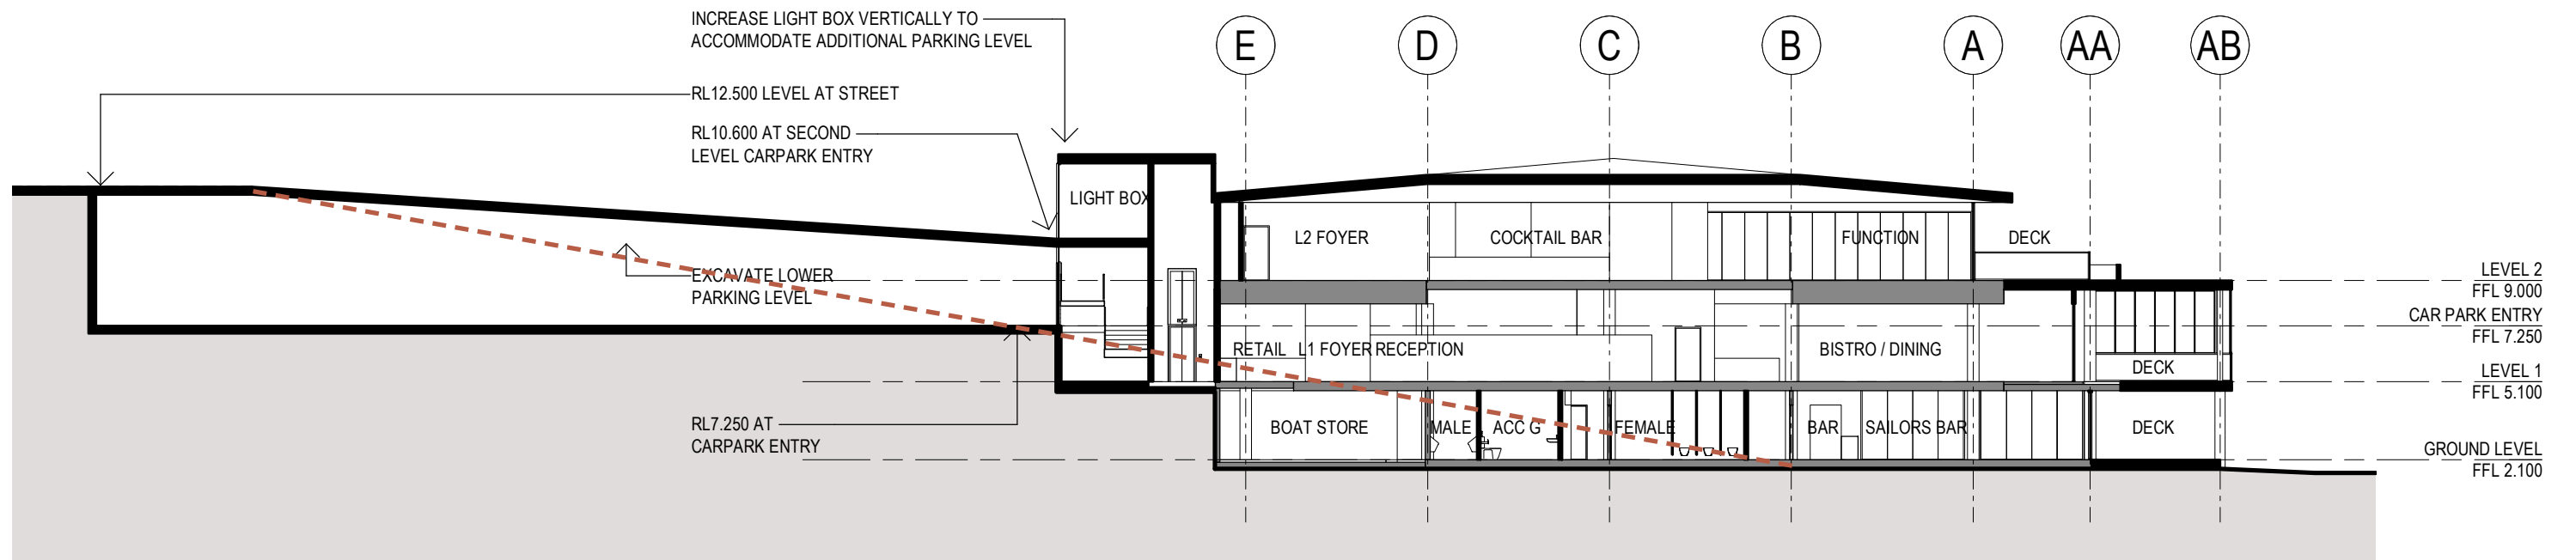 INCREASE LIGHT BOX VERTICALLY TO
ACCOMMODATE ADDITIONAL PARKING LEVEL
E
D
C
B
A
AA
AB
RL12.500 LEVEL AT STREET
RL10.600 AT SECOND
LEVEL CARPARK ENTRY
LIGHT BOX
L2 FOYER
COCKTAIL BAR
FUNCTION
DECK
EXCAVATE LOWER
PARKING LEVEL
LEVEL 2
FFL 9.000
CAR PARK ENTRY
FFL 7.250
RETAIL
L1 FOYER
RECEPTION
BISTRO / DINING
DECK
LEVEL 1
FFL 5.100
RL7.250 AT
CARPARK ENTRY
BOAT STORE
MALE
ACC G
FEMALE
BAR
SAILORS BAR
DECK
GROUND LEVEL
FFL 2.100